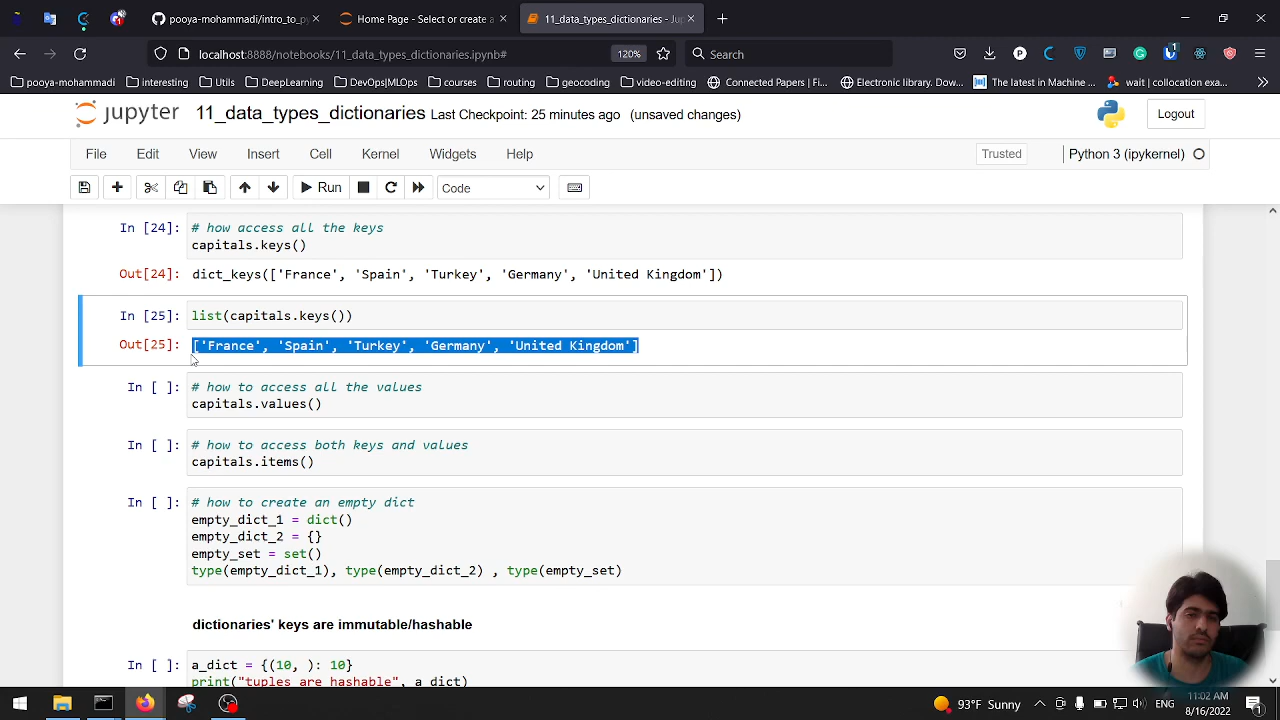 pooya-mohammadi/intro_to_py
Home Page - Select or create a
11_data_types_dictionaries - Jup
localhost:8888/notebooks/11_data_types_dictionaries.ipynb#
120%
Search
pooya-mohammadi
interesting
Utils
DeepLearning
DevOps|MLOps
courses
routing
geocoding
video-editing
Connected Papers | Fi...
Electronic library. Dow...
The latest in Machine ...
wait | collocation exa...
jupyter 11_data_types_dictionaries Last Checkpoint: 25 minutes ago (unsaved changes)
Logout
File Edit View Insert Cell Kernel Widgets Help
Trusted
Python 3 (ipykernel)
Run
Code
In [24]: # how access all the keys
capitals.keys()
Out[24]: dict_keys(['France', 'Spain', 'Turkey', 'Germany', 'United Kingdom'])
In [25]: list(capitals.keys())
Out[25]: ['France', 'Spain', 'Turkey', 'Germany', 'United Kingdom']
In [ ]: # how to access all the values
capitals.values()
In [ ]: # how to access both keys and values
capitals.items()
In [ ]: # how to create an empty dict
empty_dict_1 = dict()
empty_dict_2 = {}
empty_set = set()
type(empty_dict_1), type(empty_dict_2) , type(empty_set)
dictionaries' keys are immutable/hashable
In [ ]: a_dict = {(10, ): 10}
print("tuples are hashable", a_dict)
93°F Sunny
ENG
11:02 AM
8/16/2022